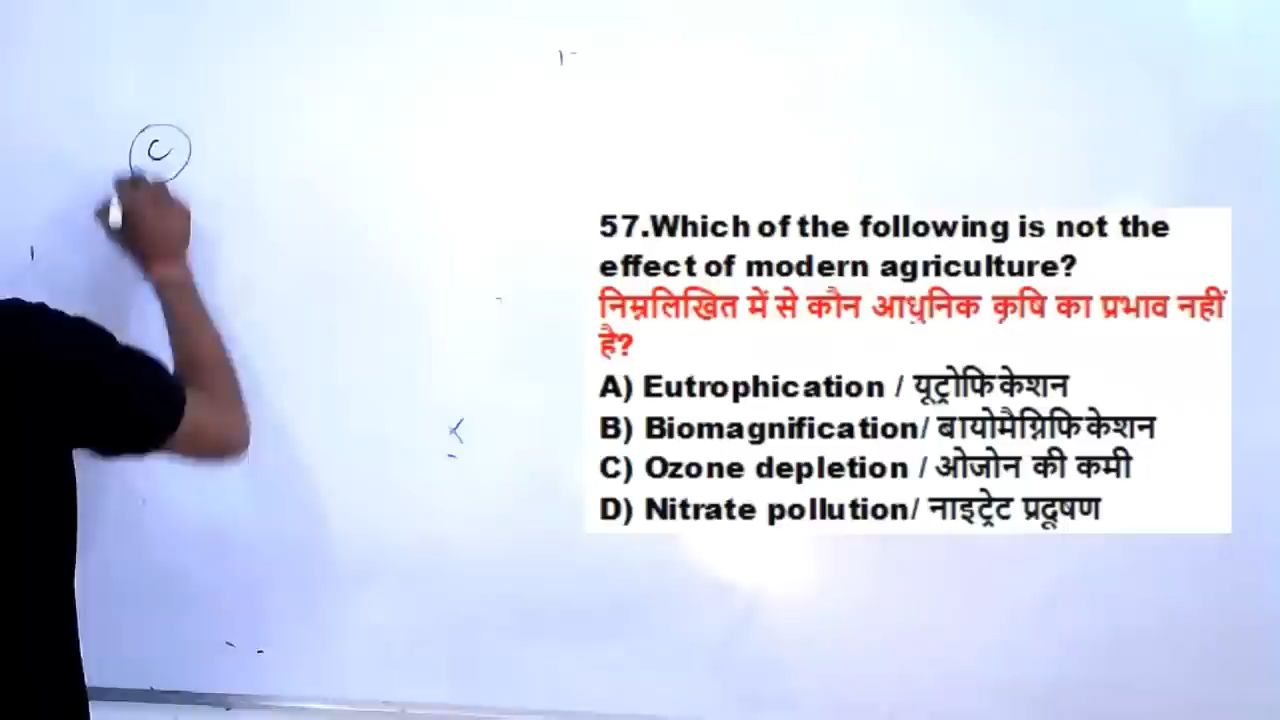 C
57.Which of the following is not the
effect of modern agriculture?
निम्नलिखित में से कौन आधुनिक कृषि का प्रभाव नहीं
है?
A) Eutrophication / यूट्रोफिकेशन
B) Biomagnification/ बायोमैग्निफिकेशन
C) Ozone depletion / ओजोन की कमी
D) Nitrate pollution/ नाइट्रेट प्रदूषण